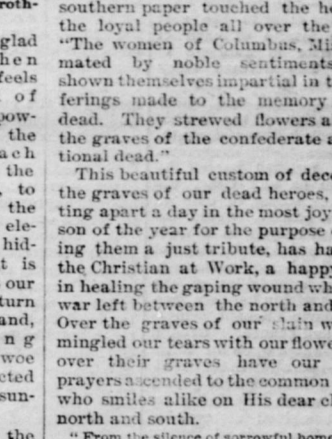 roth-
glad
hen
feels
of
pow-
the
ach
the
, to
the
ele-
hid-
t is
our
turn
and,
n g
woe
cted
sun-
the
southern paper touched the he
the loyal people all over the
"The women of Columbus, Mi
mated by noble sentiments
shown themselves impartial in t
ferings made to the memory
dead. They strewed flowers a
the graves of the confederate a
tional dead."
This beautiful custom of dec
the graves of our dead heroes,
ting apart a day in the most joy
son of the year for the purpose
ing them a just tribute, has ha
the Christian at Work, a happ
in healing the gaping wound wh
war left between the north and
Over the graves of our slain w
mingled our tears with our flowe
over their graves have our
prayers ascended to the common
who smiles alike on His dear c
north and south.
"From the silence of sorrowful